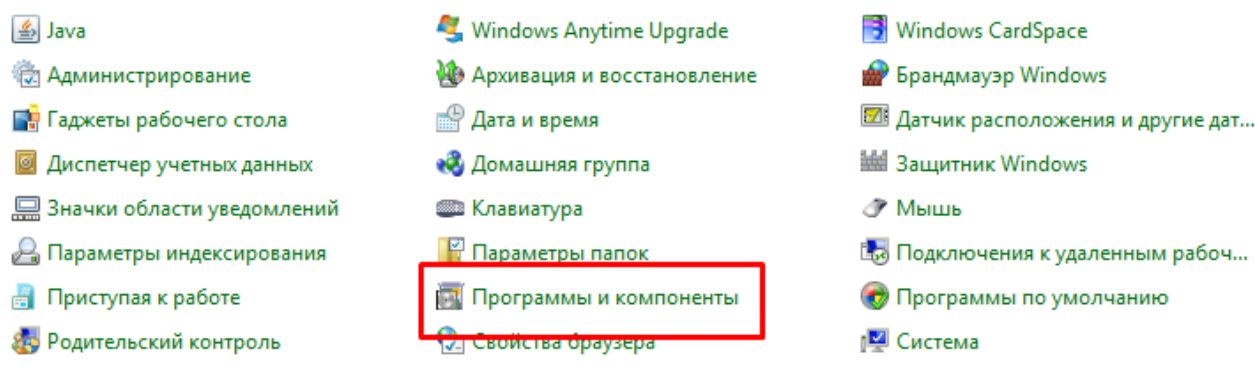 Java
Windows Anytime Upgrade
Windows CardSpace
Администрирование
Архивация и восстановление
Брандмауэр Windows
Гаджеты рабочего стола
Дата и время
Датчик расположения и другие дат...
Диспетчер учетных данных
Домашняя группа
Защитник Windows
Значки области уведомлений
Клавиатура
Мышь
Параметры индексирования
Параметры папок
Подключения к удаленным рабоч...
Приступая к работе
Программы и компоненты
Программы по умолчанию
Родительский контроль
Свойства браузера
Система